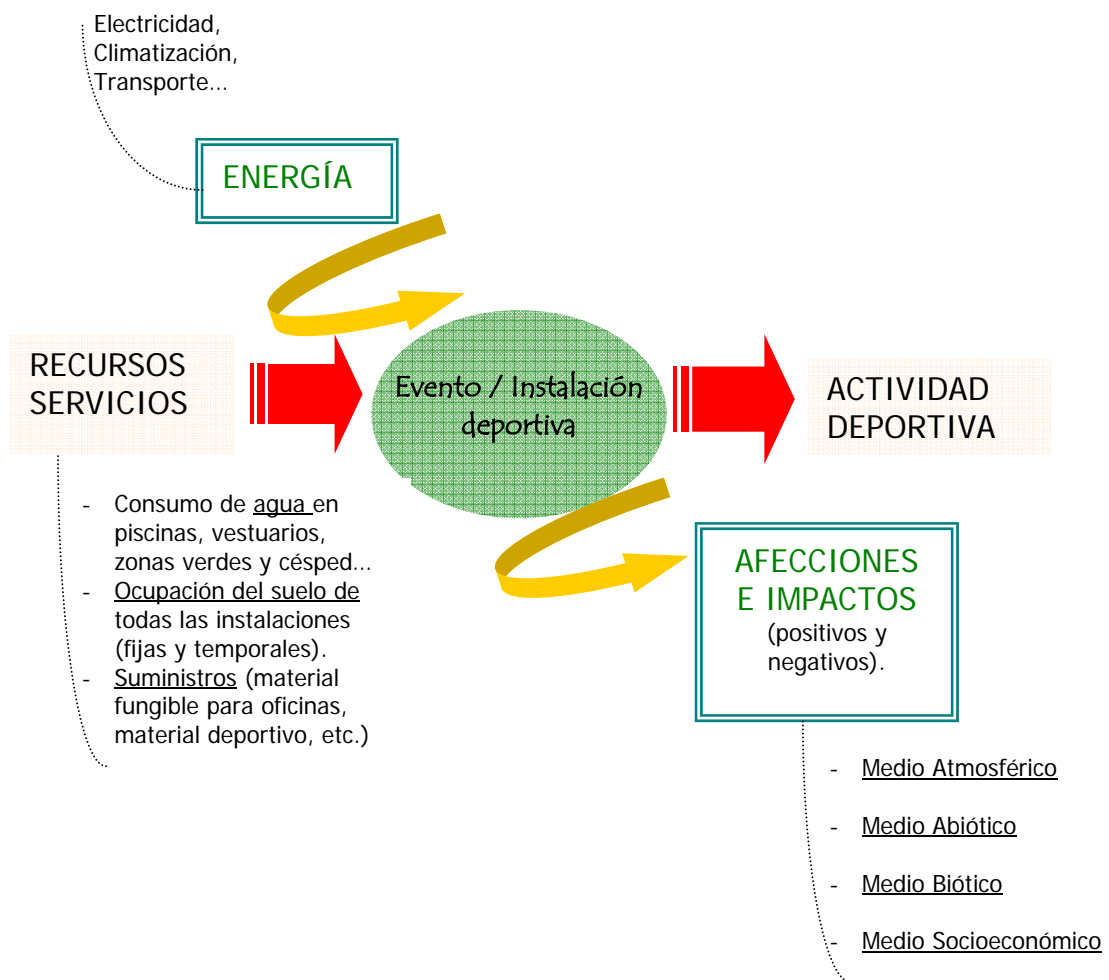 Electricidad,
Climatización,
Transporte...
ENERGÍA
RECURSOS
SERVICIOS
Evento / Instalación
deportiva
ACTIVIDAD
DEPORTIVA
- Consumo de agua en
piscinas, vestuarios,
zonas verdes y césped...
- Ocupación del suelo de
todas las instalaciones
(fijas y temporales).
- Suministros (material
fungible para oficinas,
material deportivo, etc.)
AFECCIONES
E IMPACTOS
(positivos y
negativos).
- Medio Atmosférico
- Medio Abiótico
- Medio Biótico
- Medio Socioeconómico